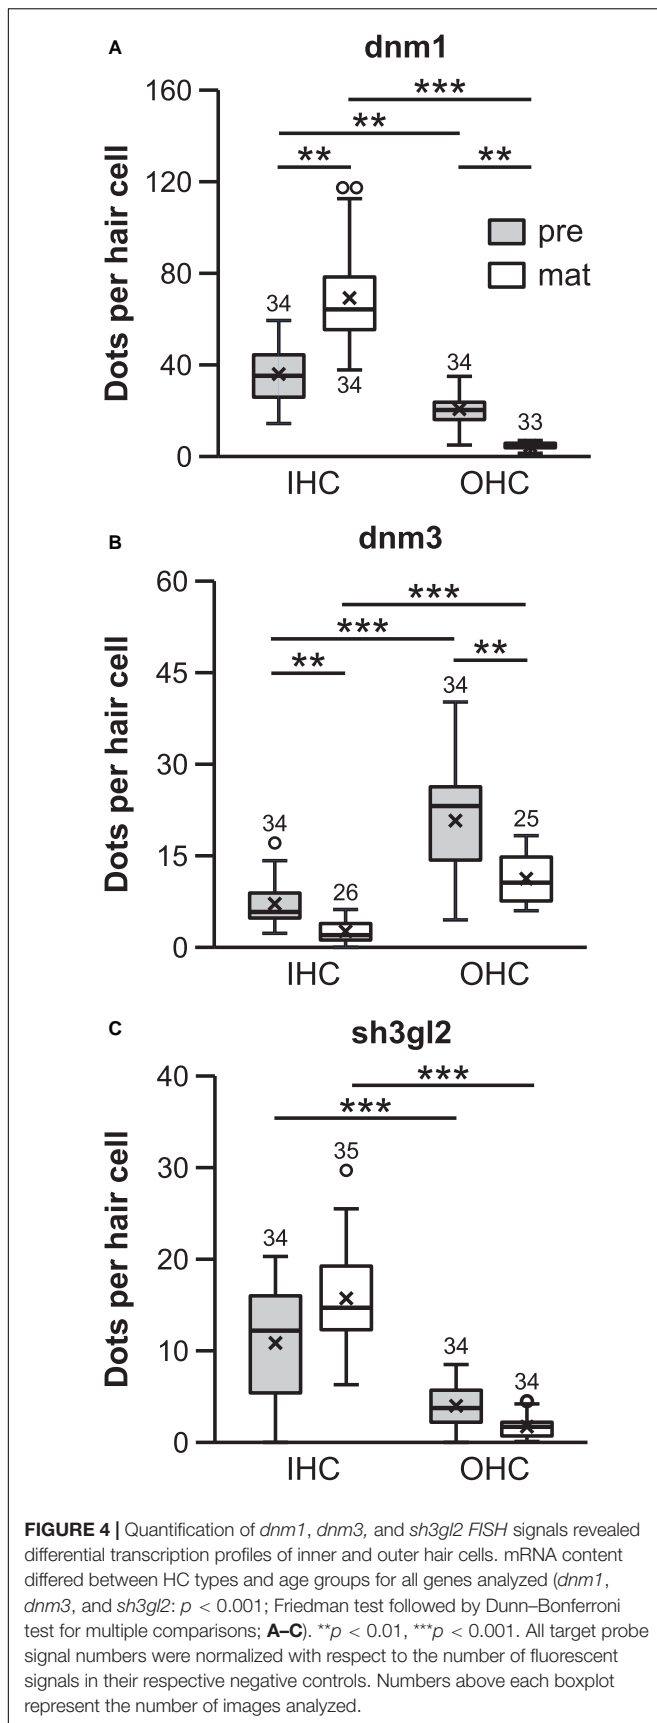 A
dnm1
160
***
**
** **
120
Dots per hair cell
pre
mat
80
34
40
34
34
33
0
IHC OHC
B
dnm3
60
***
***
** **
45
34
Dots per hair cell
30
34
25
15
26
0
IHC OHC
C
sh3gl2
40
***
***
35
30
Dots per hair cell
34
20
10
34
34
0
IHC OHC
FIGURE 4 | Quantification of dnm1, dnm3, and sh3gl2 FISH signals revealed
differential transcription profiles of inner and outer hair cells. mRNA content
differed between HC types and age groups for all genes analyzed (dnm1,
dnm3, and sh3gl2: p < 0.001; Friedman test followed by Dunn–Bonferroni
test for multiple comparisons; A–C). **p < 0.01, ***p < 0.001. All target probe
signal numbers were normalized with respect to the number of fluorescent
signals in their respective negative controls. Numbers above each boxplot
represent the number of images analyzed.